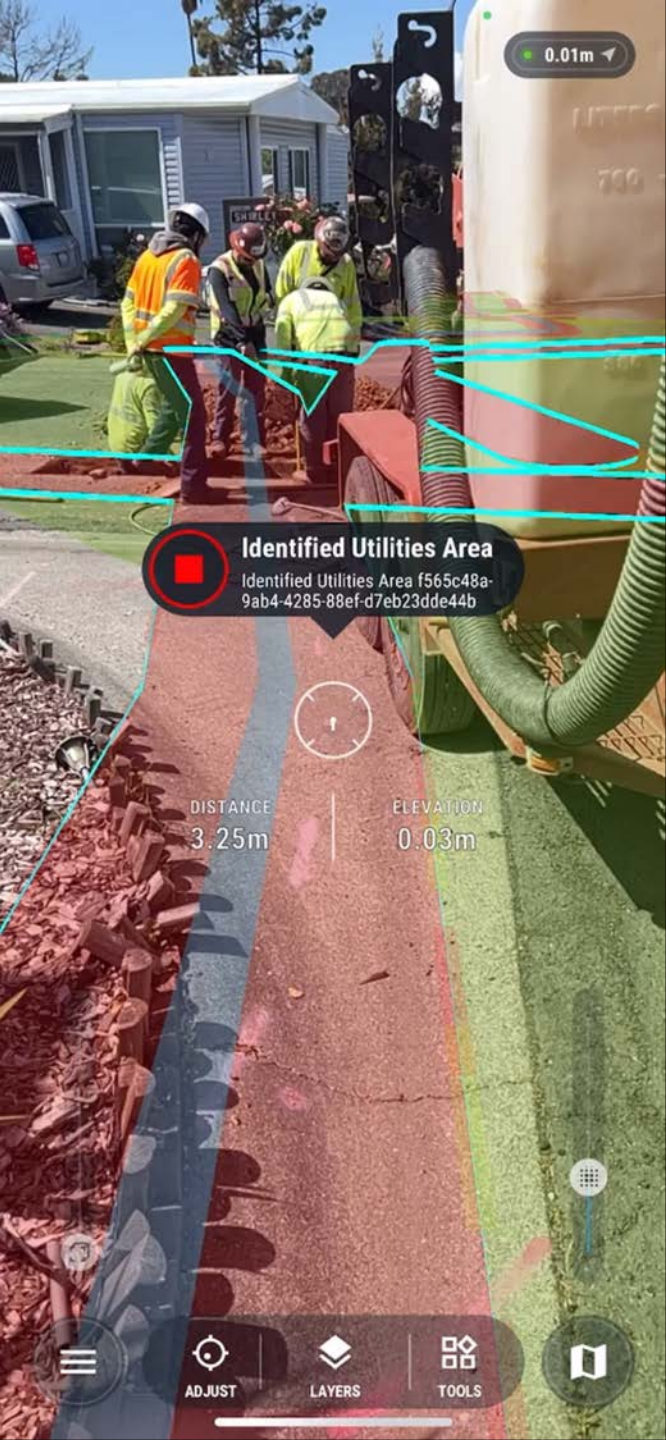 0.01m
SHIRLEY
Identified Utilities Area
Identified Utilities Area f565c48a-
9ab4-4285-88ef-d7eb23dde44b
DISTANCE
3.25m
ELEVATION
0.03m
ADJUST
LAYERS
TOOLS